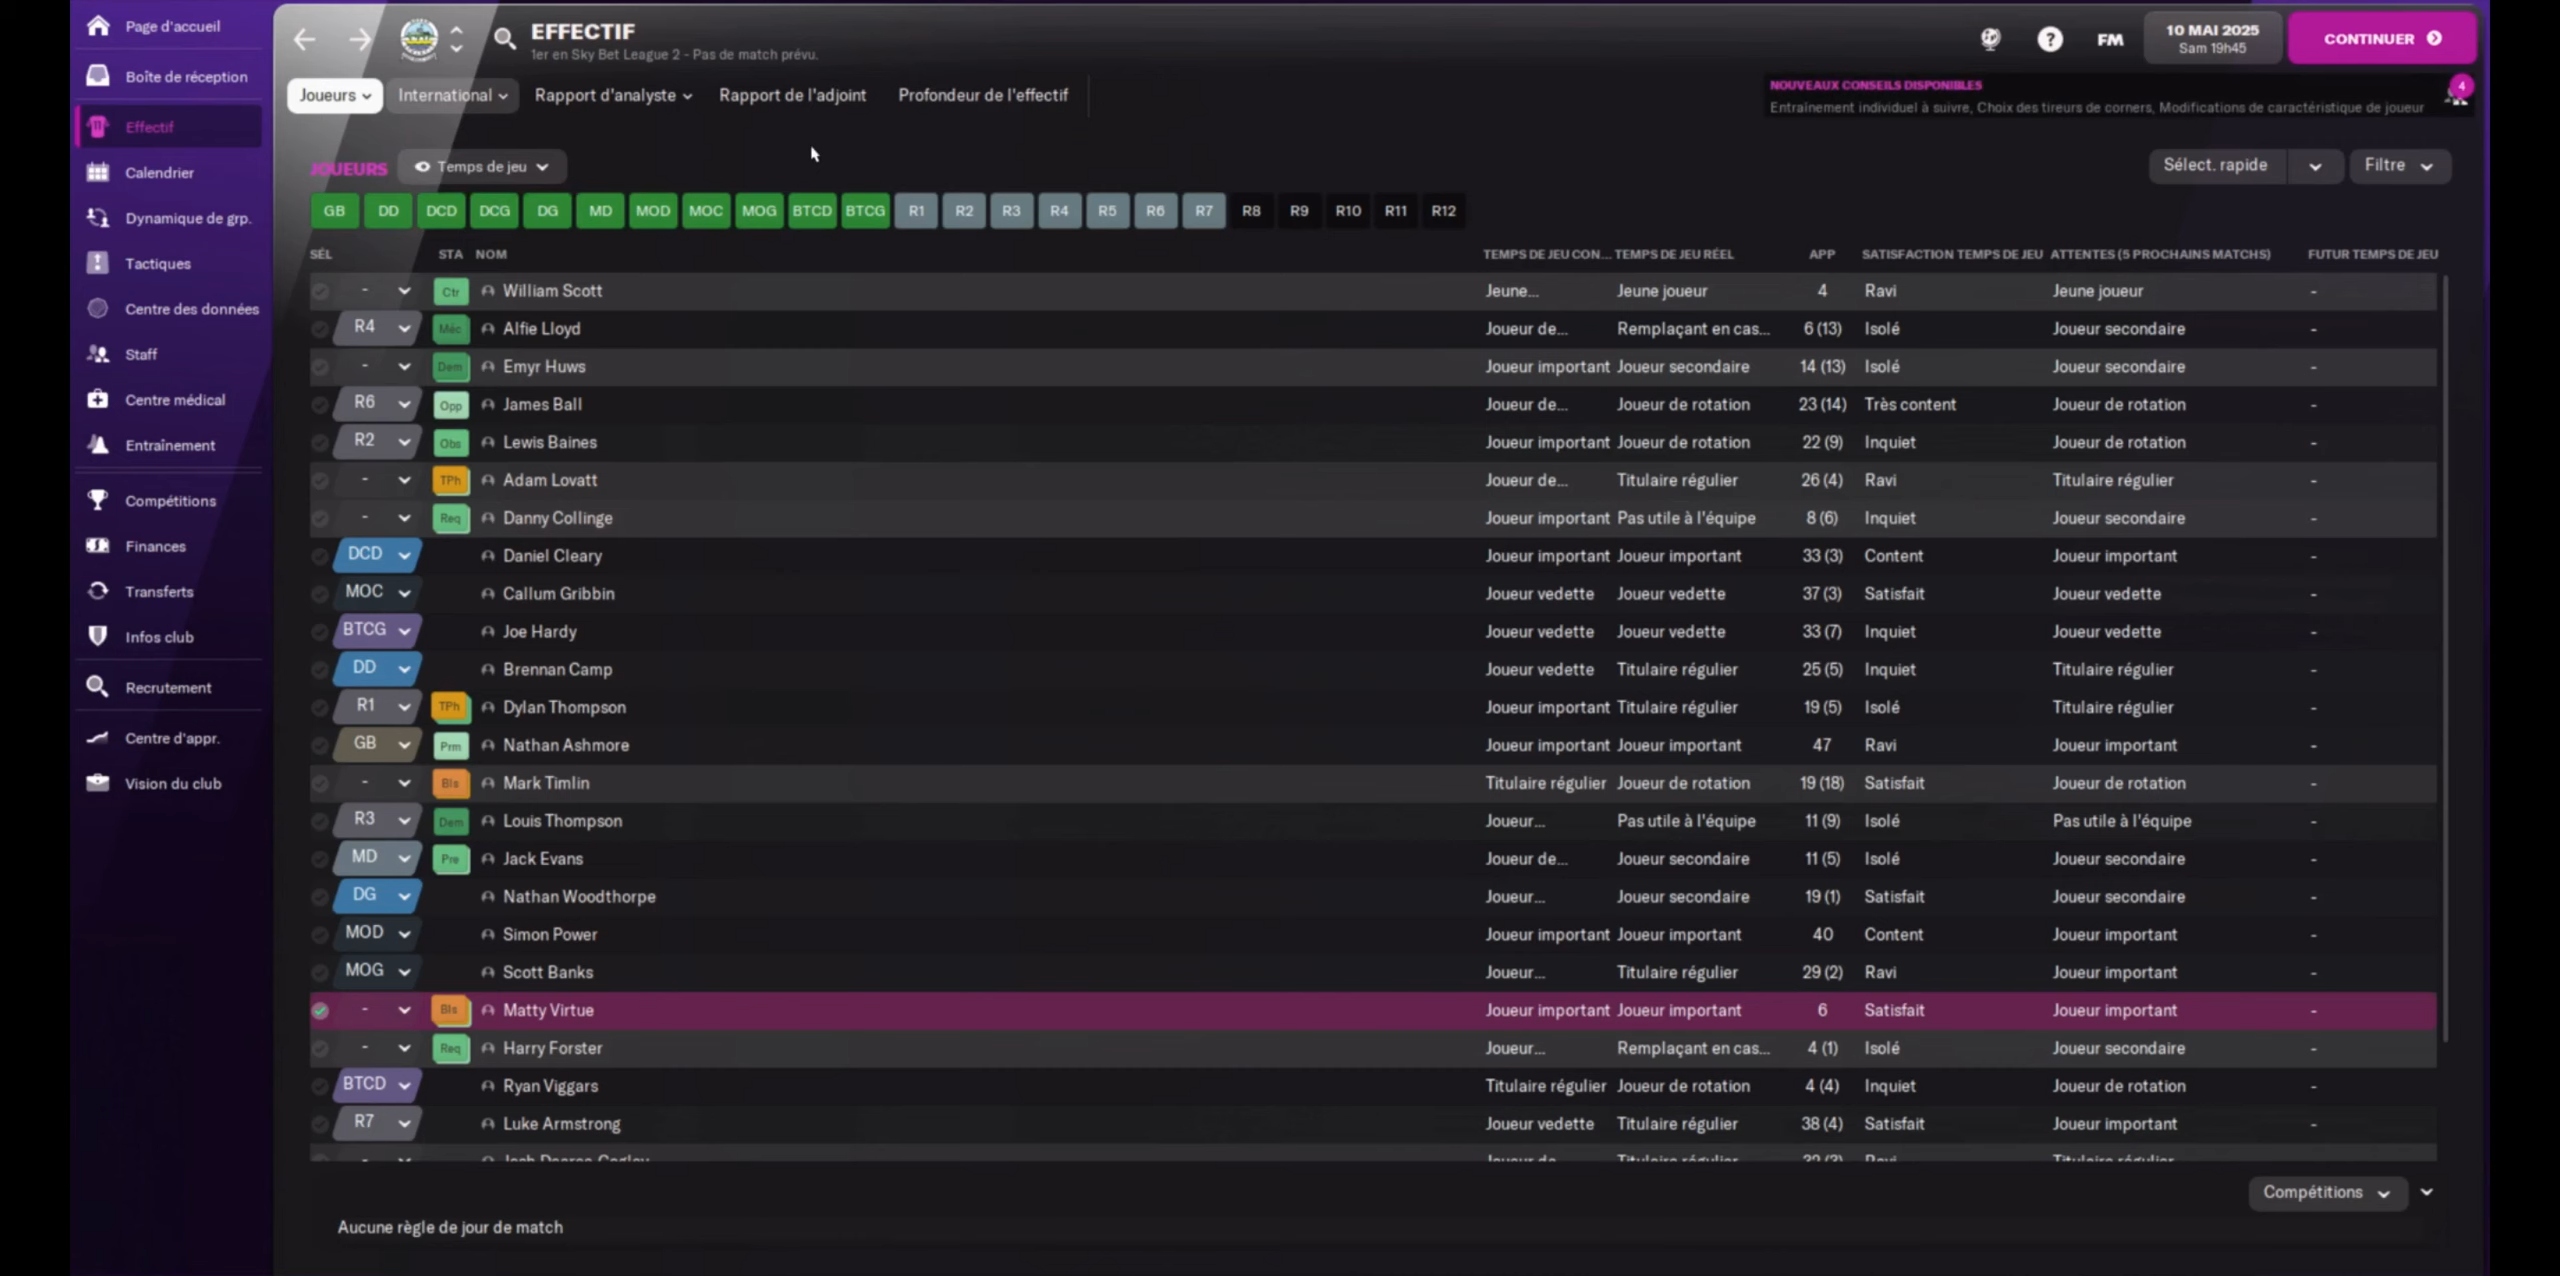 Page d'accueil
Boîte de réception
Effectif
Calendrier
Dynamique de grp.
Tactiques
Centre des données
Staff
Centre médical
Entraînement
Compétitions
Finances
Transferts
Infos club
Recrutement
Centre d'appr.
Vision du club
EFFECTIF
1er en Sky Bet League 2 - Pas de match prévu.
FM
10 MAI 2025
Sam 19h45
CONTINUER
Joueurs International Rapport d'analyste Rapport de l'adjoint Profondeur de l'effectif
NOUVEAUX CONSEILS DISPONIBLES
4
Entraînement individuel à suivre, Choix des tireurs de corners, Modifications de caractéristique de joueur
JOUEURS Temps de jeu Sélect. rapide Filtre
GB DD DCD DCG DG MD MOD MOC MOG BTCD BTCG R1 R2 R3 R4 R5 R6 R7 R8 R9 R10 R11 R12
SÉL STA NOM TEMPS DE JEU CON... TEMPS DE JEU RÉEL APP SATISFACTION TEMPS DE JEU ATTENTES (5 PROCHAINS MATCHS) FUTUR TEMPS DE JEU
- Ctr William Scott Jeune... Jeune joueur 4 Ravi Jeune joueur -
R4 Méc Alfie Lloyd Joueur de... Remplaçant en cas... 6 (13) Isolé Joueur secondaire -
- Dem Emyr Huws Joueur important Joueur secondaire 14 (13) Isolé Joueur secondaire -
R6 Opp James Ball Joueur de... Joueur de rotation 23 (14) Très content Joueur de rotation -
R2 Obs Lewis Baines Joueur important Joueur de rotation 22 (9) Inquiet Joueur de rotation -
- TPh Adam Lovatt Joueur de... Titulaire régulier 26 (4) Ravi Titulaire régulier -
- Req Danny Collinge Joueur important Pas utile à l'équipe 8 (6) Inquiet Joueur secondaire -
DCD Daniel Cleary Joueur important Joueur important 33 (3) Content Joueur important -
MOC Callum Gribbin Joueur vedette Joueur vedette 37 (3) Satisfait Joueur vedette -
BTCG Joe Hardy Joueur vedette Joueur vedette 33 (7) Inquiet Joueur vedette -
DD Brennan Camp Joueur vedette Titulaire régulier 25 (5) Inquiet Titulaire régulier -
R1 TPh Dylan Thompson Joueur important Titulaire régulier 19 (5) Isolé Titulaire régulier -
GB Prm Nathan Ashmore Joueur important Joueur important 47 Ravi Joueur important -
- Bls Mark Timlin Titulaire régulier Joueur de rotation 19 (18) Satisfait Joueur de rotation -
R3 Dem Louis Thompson Joueur... Pas utile à l'équipe 11 (9) Isolé Pas utile à l'équipe -
MD Pre Jack Evans Joueur de... Joueur secondaire 11 (5) Isolé Joueur secondaire -
DG Nathan Woodthorpe Joueur... Joueur secondaire 19 (1) Satisfait Joueur secondaire -
MOD Simon Power Joueur important Joueur important 40 Content Joueur important -
MOG Scott Banks Joueur... Titulaire régulier 29 (2) Ravi Joueur important -
- Bls Matty Virtue Joueur important Joueur important 6 Satisfait Joueur important -
- Req Harry Forster Joueur... Remplaçant en cas... 4 (1) Isolé Joueur secondaire -
BTCD Ryan Viggars Titulaire régulier Joueur de rotation 4 (4) Inquiet Joueur de rotation -
R7 Luke Armstrong Joueur vedette Titulaire régulier 38 (4) Satisfait Joueur important -
Compétitions
Aucune règle de jour de match